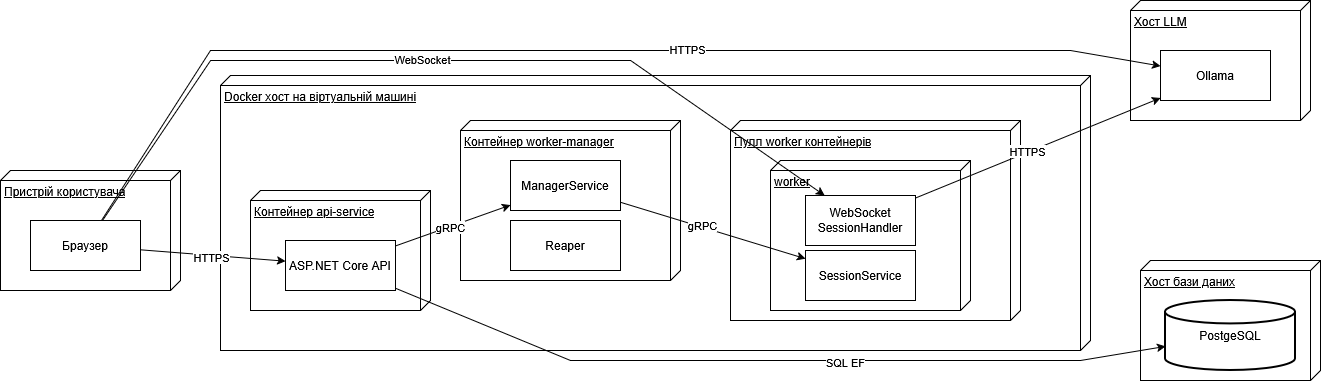 Хост LLM
Ollama
HTTPS
WebSocket
Docker хост на віртуальній машині
Контейнер worker-manager
ManagerService
Reaper
Пулл worker контейнерів
worker
WebSocket
SessionHandler
SessionService
HTTPS
Пристрій користувача
Браузер
HTTPS
Контейнер api-service
ASP.NET Core API
gRPC
gRPC
Хост бази даних
PostgeSQL
SQL EF